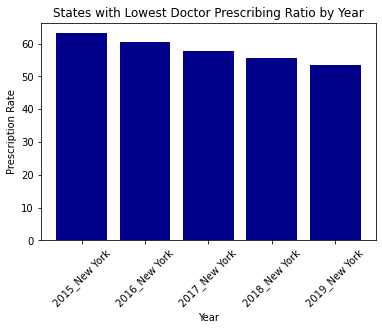 States with Lowest Doctor Prescribing Ratio by Year
Prescription Rate
60
50
40
30
20
10
0
2015_New York
2016_New York
2017_New York
2018_New York
2019_New York
Year